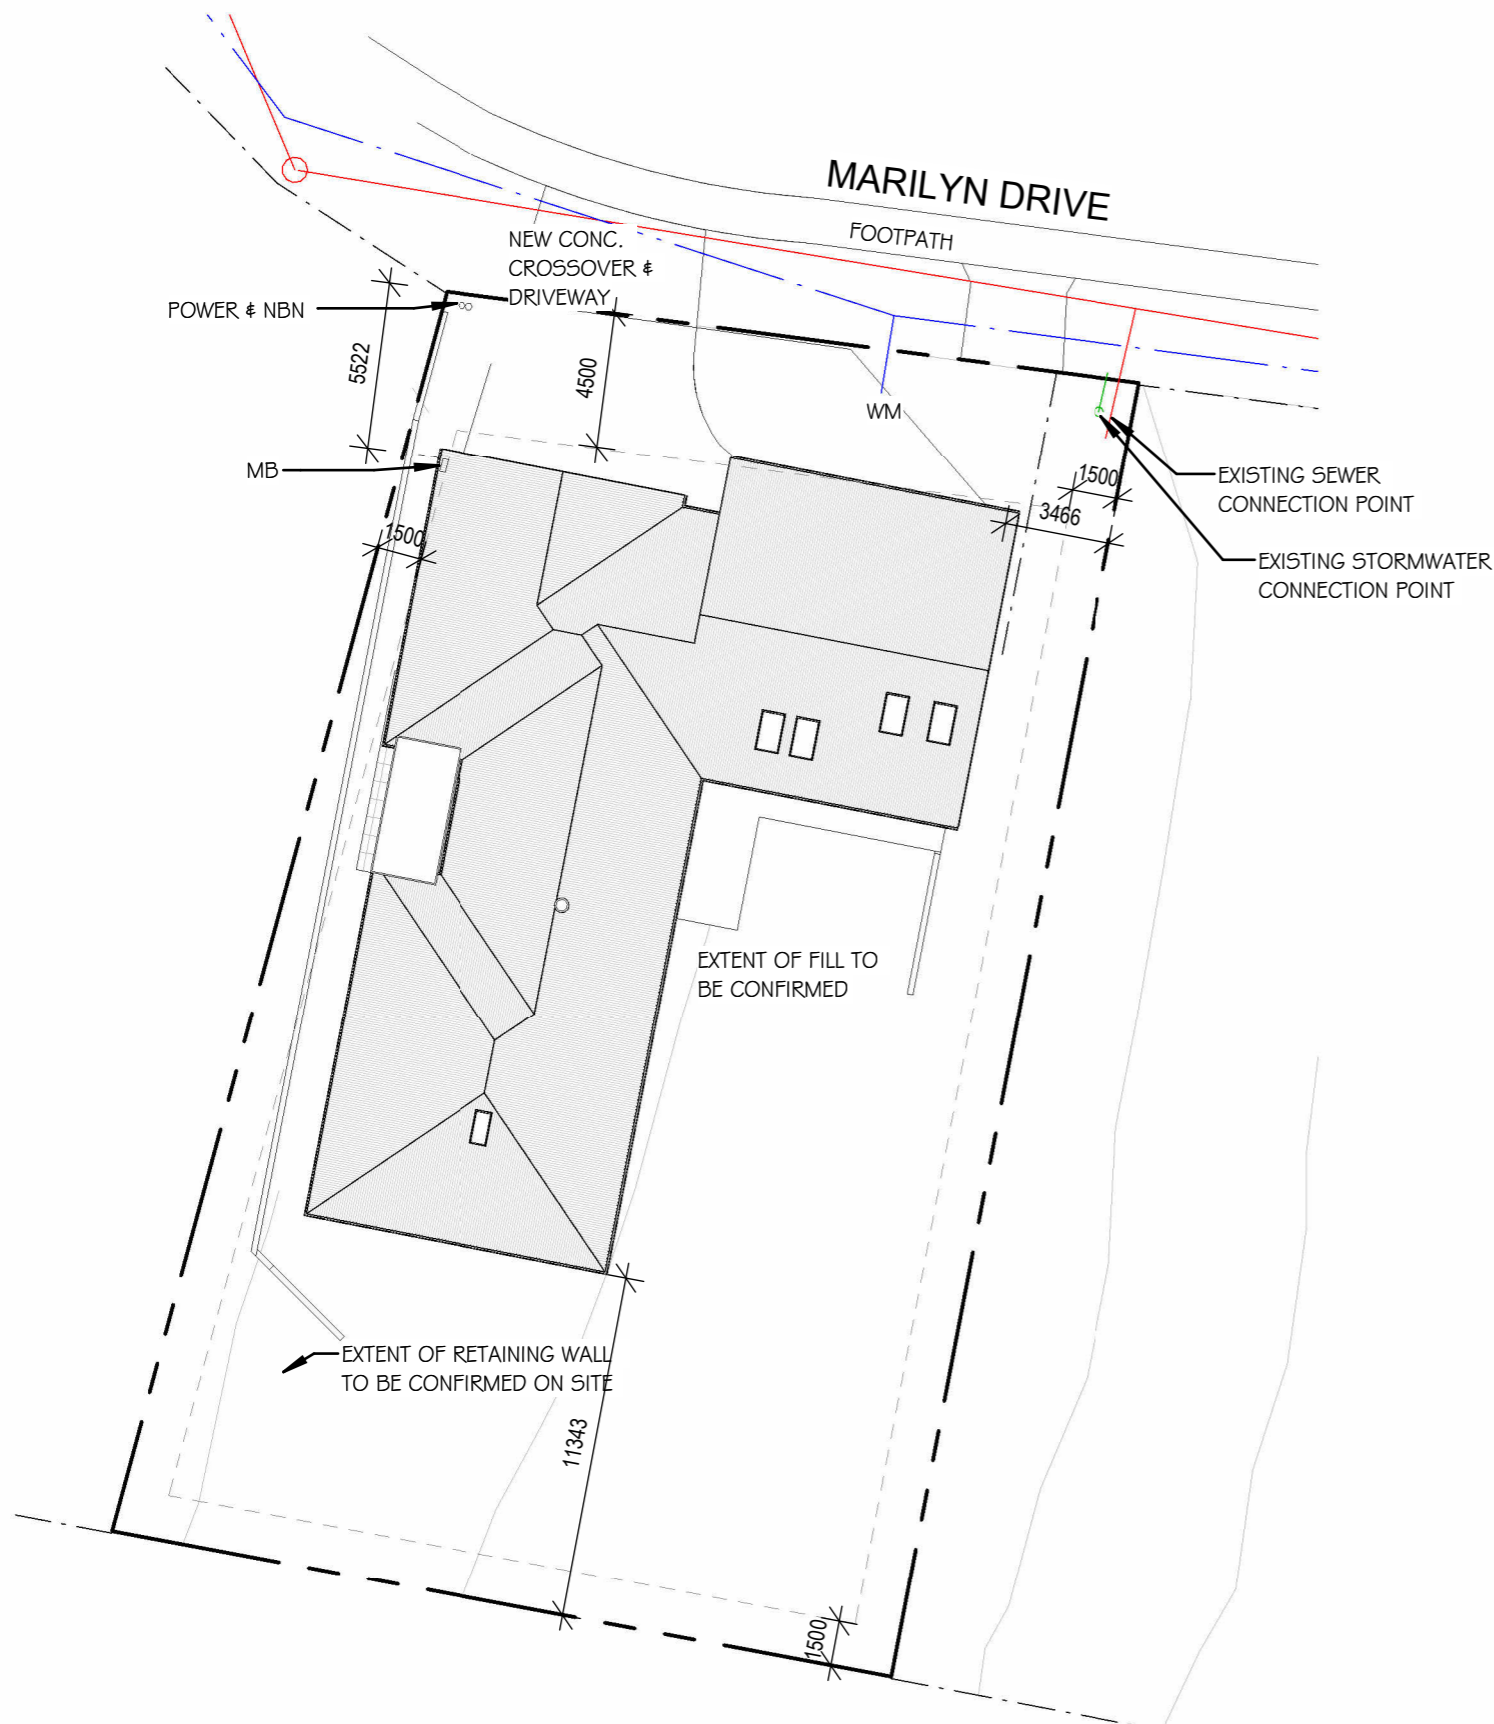 MARILYN DRIVE
FOOTPATH
NEW CONC.
CROSSOVER &
DRIVEWAY
POWER & NBN
5522
4500
WM
MB
1500
1500
3466
EXISTING SEWER
CONNECTION POINT
EXISTING STORMWATER
CONNECTION POINT
EXTENT OF FILL TO
BE CONFIRMED
EXTENT OF RETAINING WALL
TO BE CONFIRMED ON SITE
11343
1500